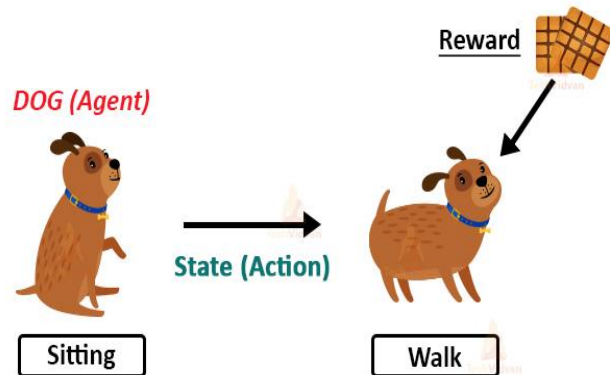 Reward
DOG (Agent)
State (Action)
Sitting
Walk